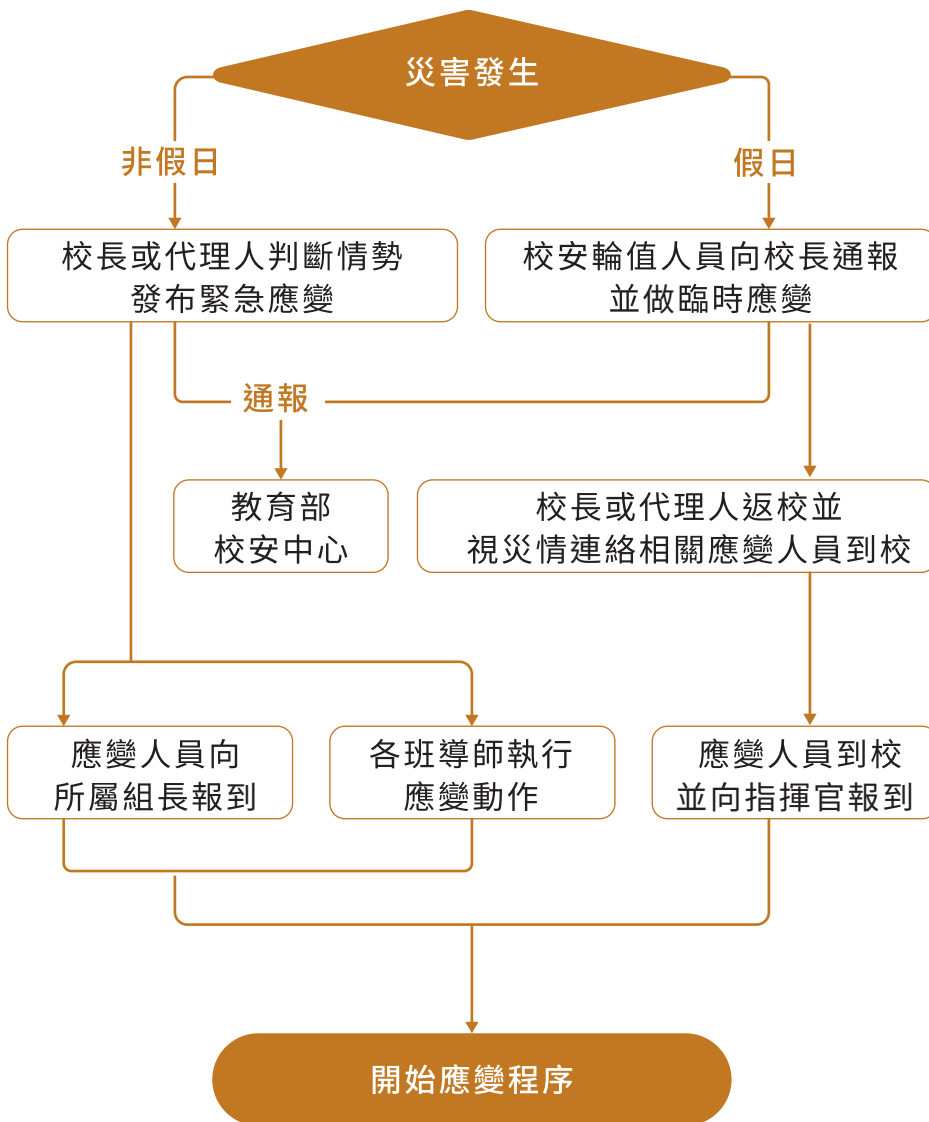 災害發生
非假日
假日
校長或代理人判斷情勢
發布緊急應變
校安輪值人員向校長通報
並做臨時應變
通報
教育部
校安中心
校長或代理人返校並
視災情連絡相關應變人員到校
應變人員向
所屬組長報到
各班導師執行
應變動作
應變人員到校
並向指揮官報到
開始應變程序